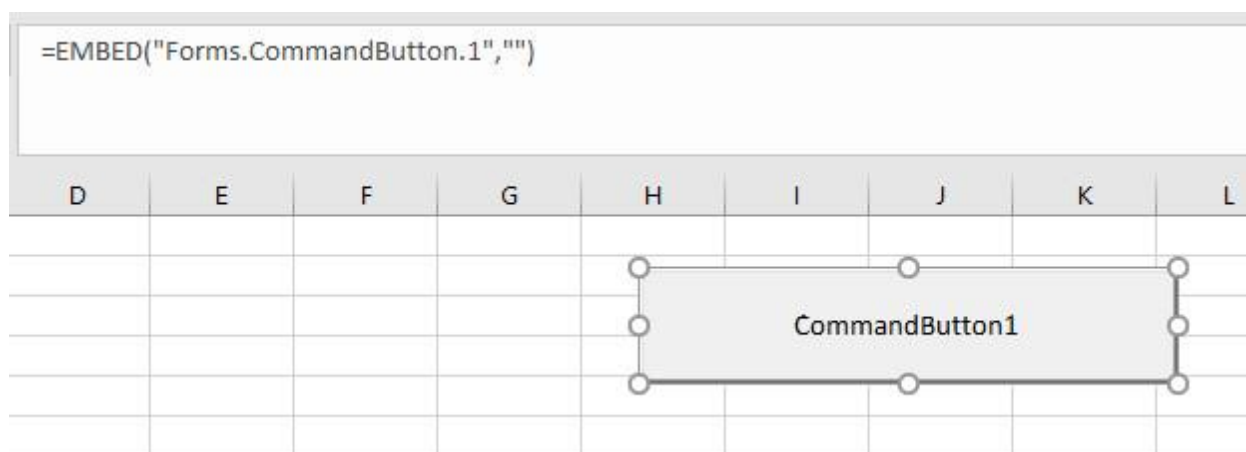 =EMBED("Forms.CommandButton.1","")
D E F G H I J K L
CommandButton1